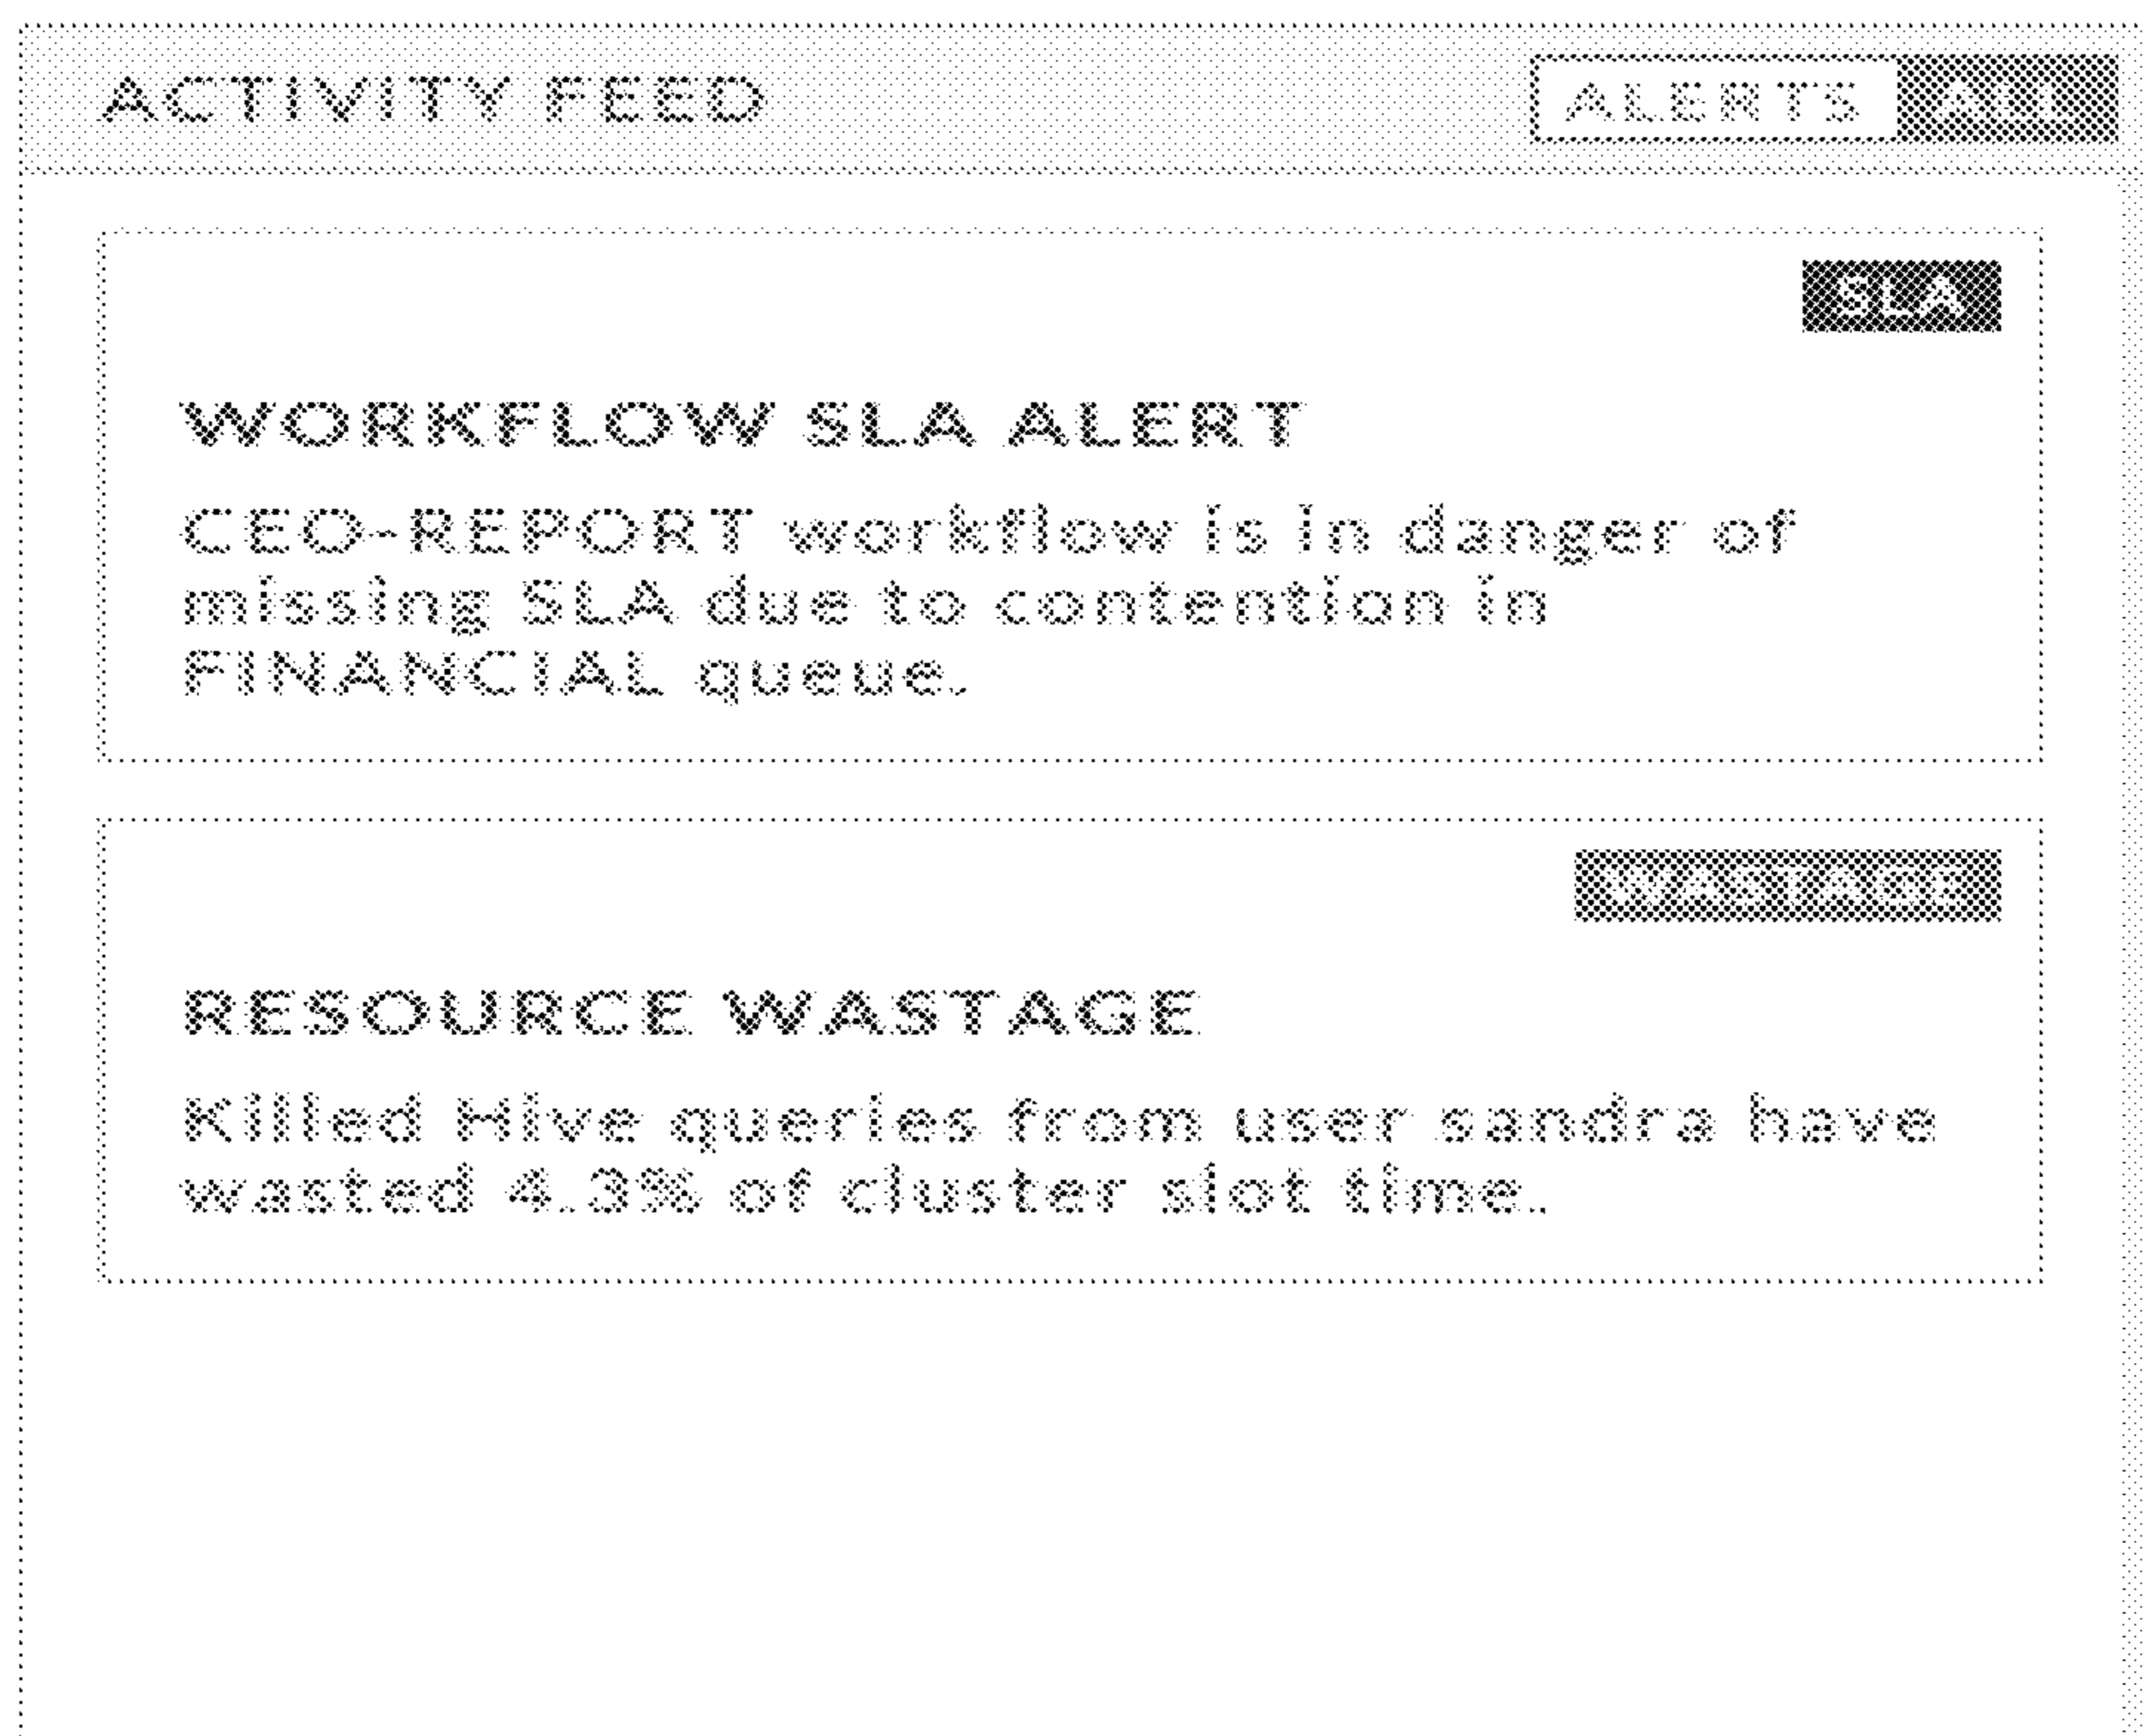 ACTIVITY FEED
ALERTS ALL
SLA
WORKFLOW SLA ALERT
CEO-REPORT workflow is in danger of
missing SLA due to contention in
FINANCIAL queue.
WASTAGE
RESOURCE WASTAGE
Killed Hive queries from user sandra have
wasted 4.3% of cluster slot time.